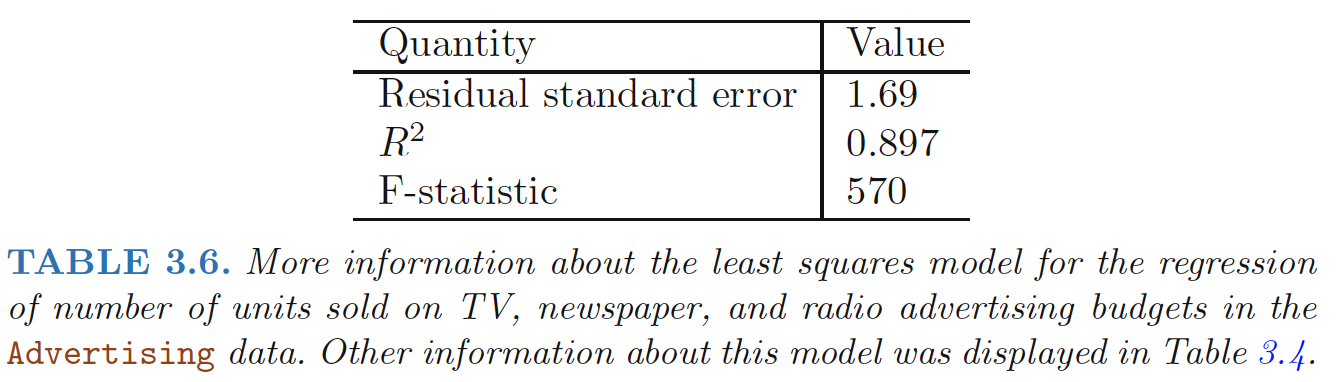 Quantity Value
Residual standard error 1.69
R² 0.897
F-statistic 570
TABLE 3.6. More information about the least squares model for the regression
of number of units sold on TV, newspaper, and radio advertising budgets in the
Advertising data. Other information about this model was displayed in Table 3.4.